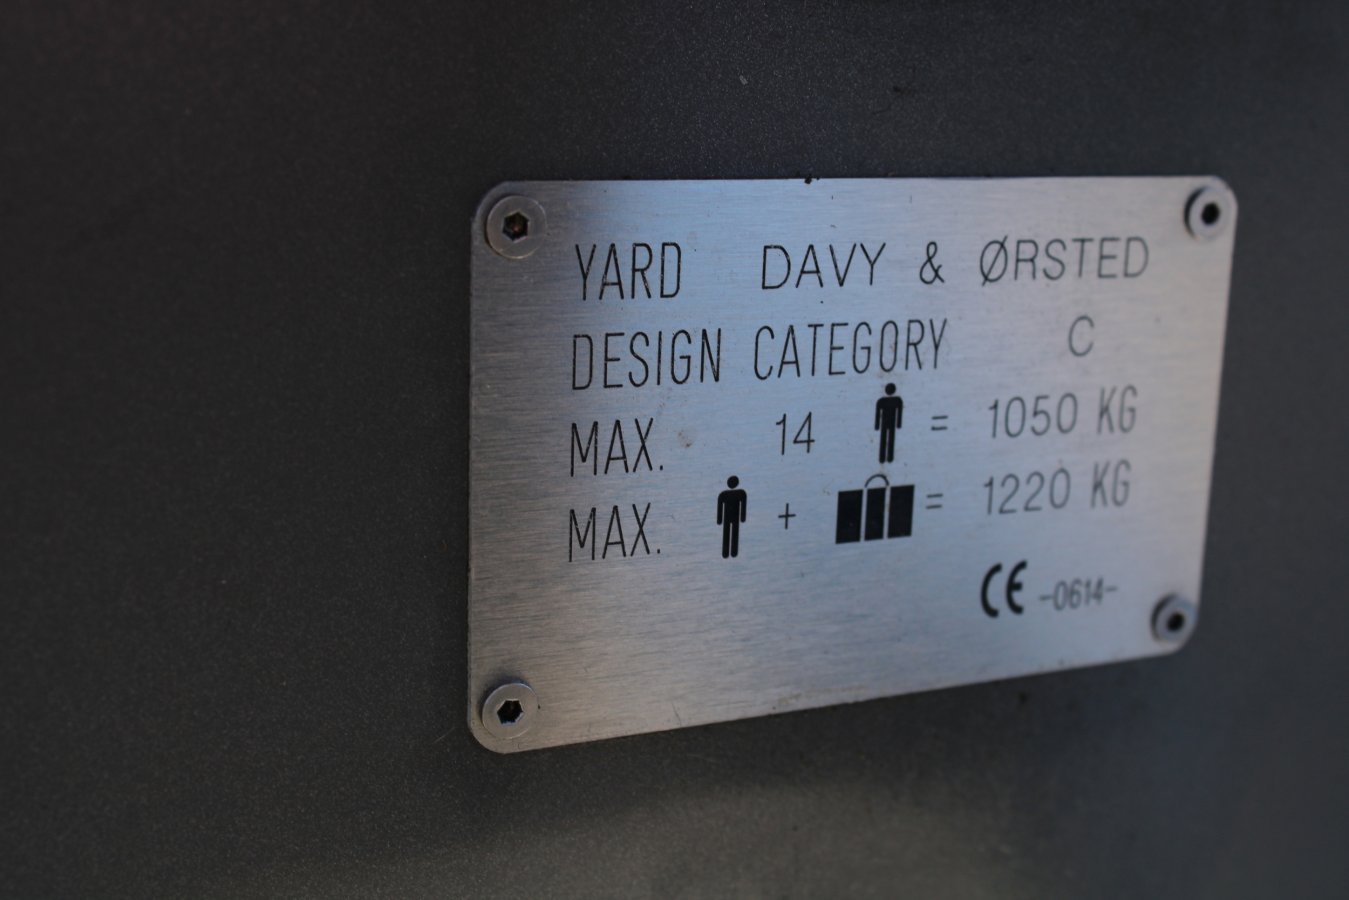 YARD DAVY & ØRSTED
DESIGN CATEGORY C
MAX. 14 = 1050 KG
MAX. + = 1220 KG
CE -0614-